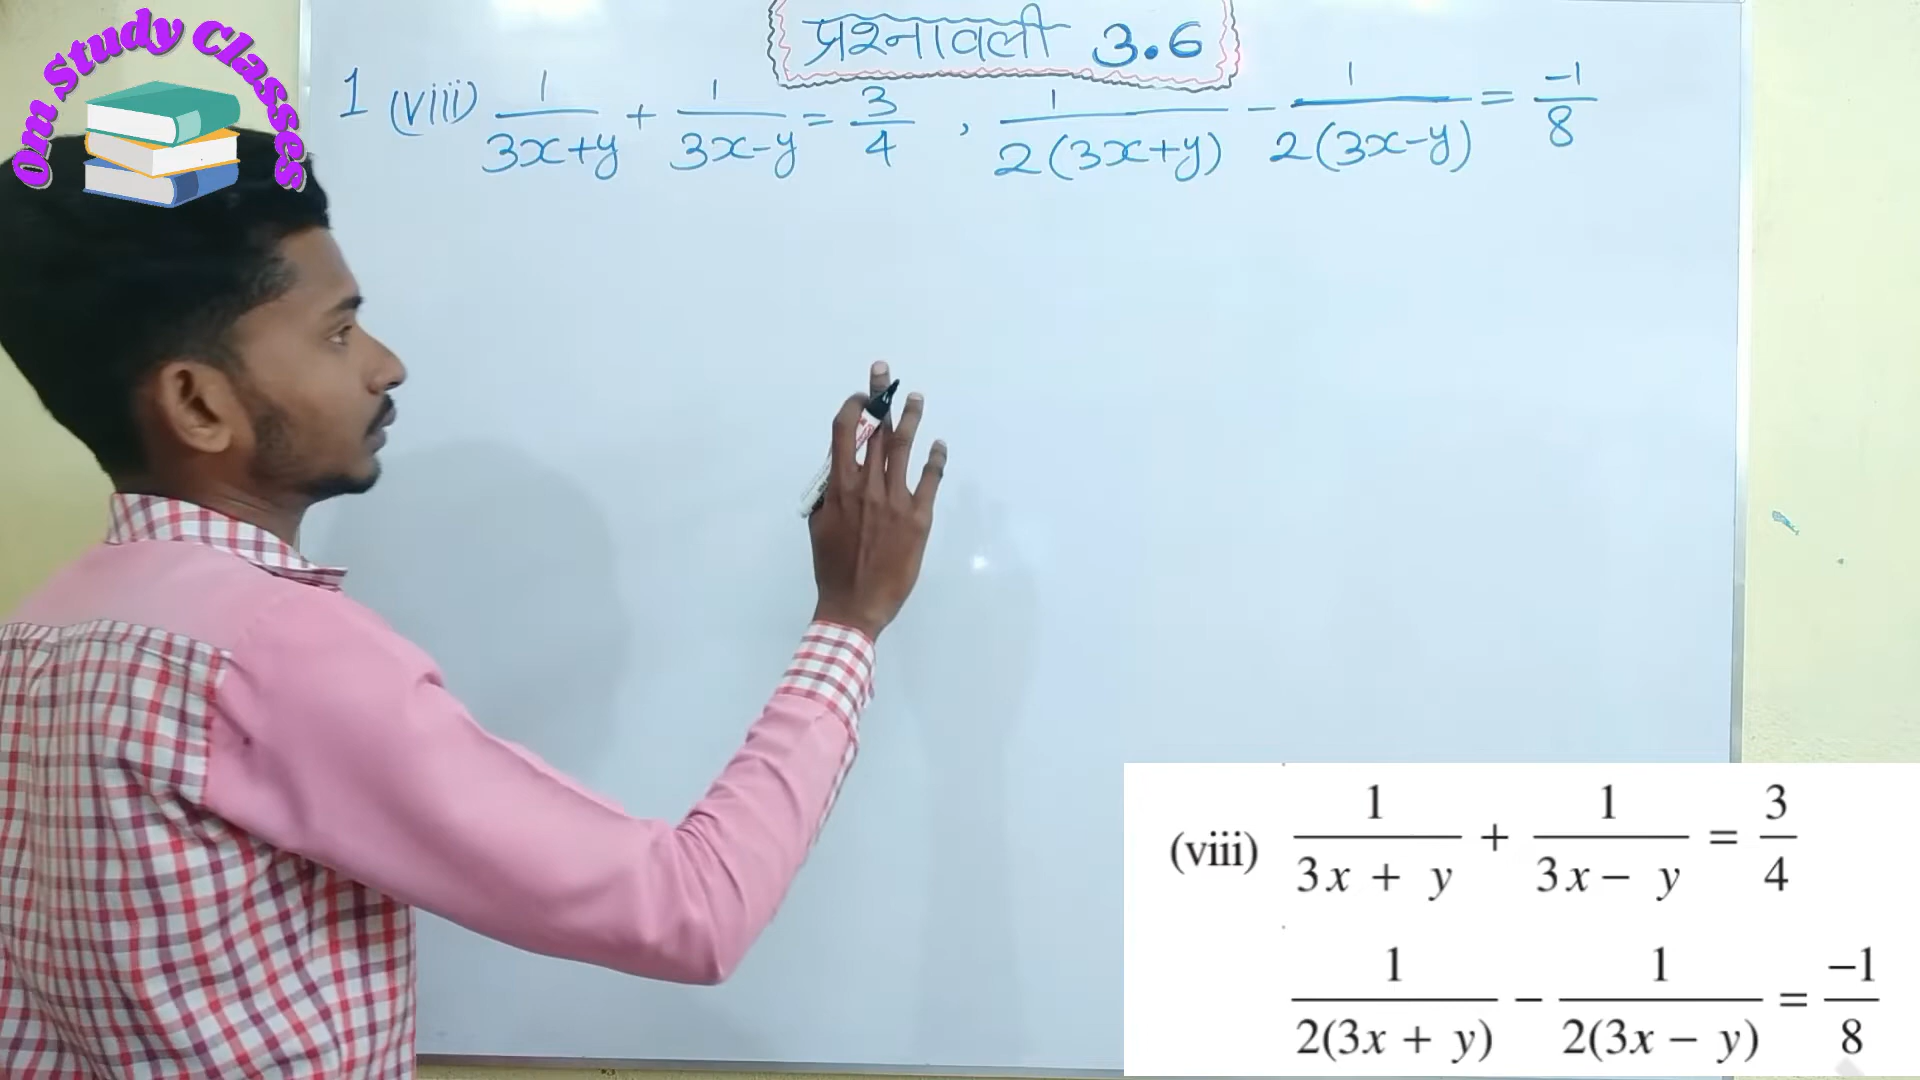 Om Study Classes
प्रश्नावली 3.6
1 (viii) 1/(3x+y) + 1/(3x-y) = 3/4 , 1/(2(3x+y)) - 1/(2(3x-y)) = -1/8
(viii) 1/(3x + y) + 1/(3x - y) = 3/4
1/(2(3x + y)) - 1/(2(3x - y)) = -1/8